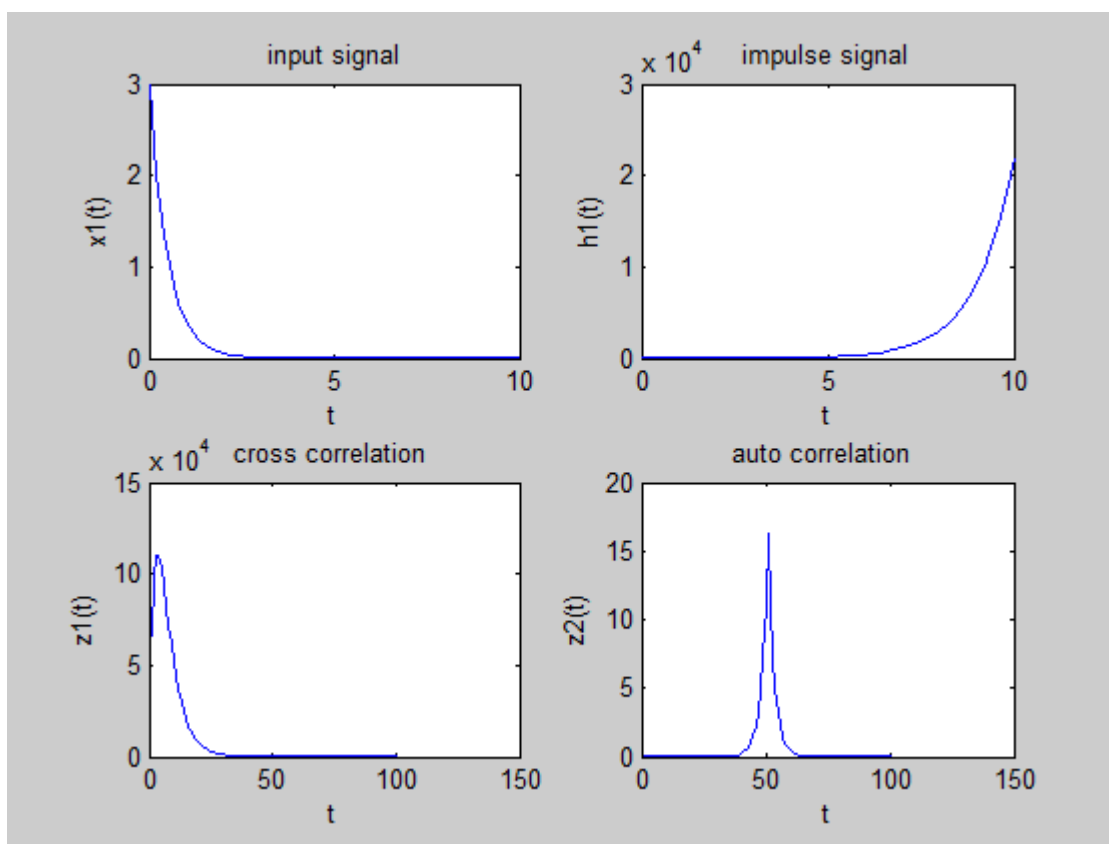 input signal
3
2
1
0
x1(t)
0 5 10
t
x 10^4
impulse signal
3
2
1
0
h1(t)
0 5 10
t
x 10^4
cross correlation
15
10
5
0
z1(t)
0 50 100 150
t
auto correlation
20
15
10
5
0
z2(t)
0 50 100 150
t